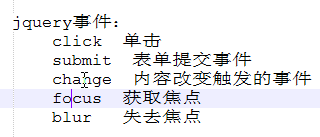 jquery事件:
click 单击
submit 表单提交事件
change 内容改变触发的事件
focus 获取焦点
blur 失去焦点